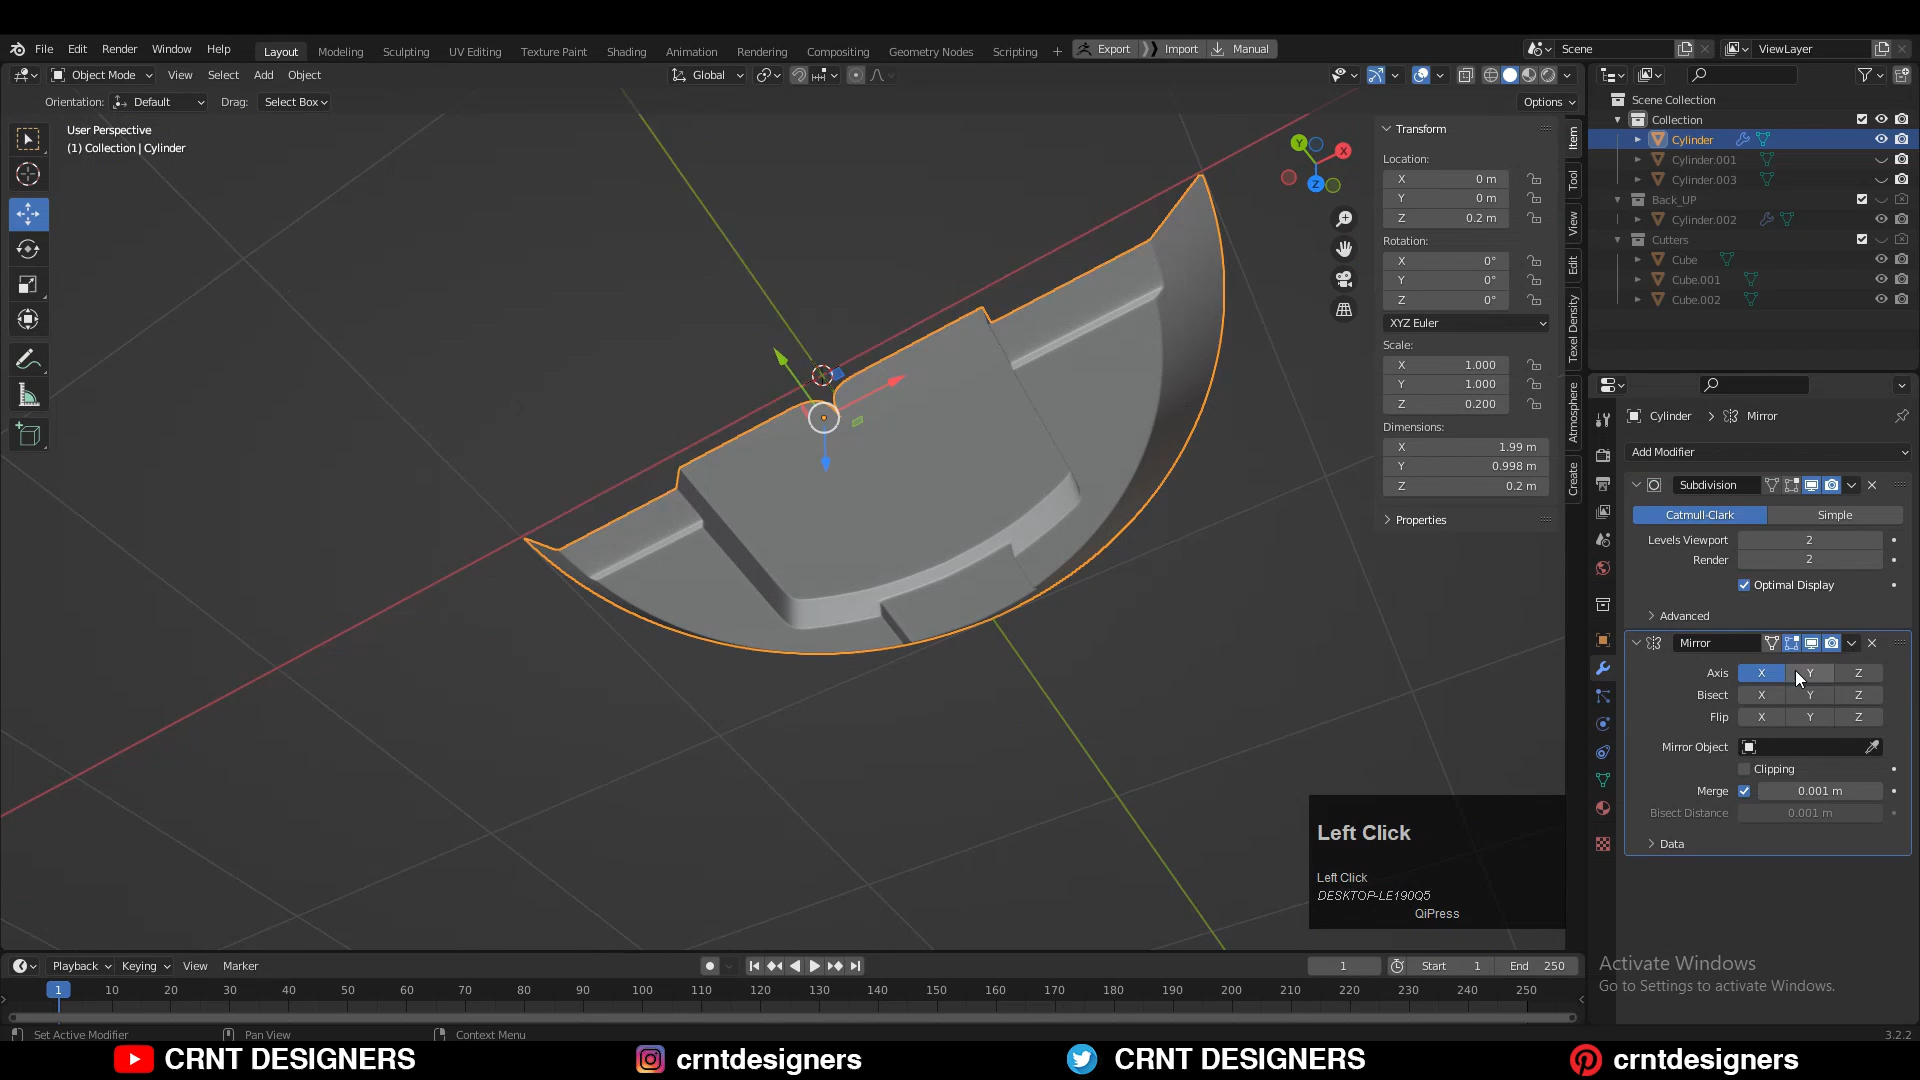 File Edit Render Window Help Layout Modeling Sculpting UV Editing Texture Paint Shading Animation Rendering Compositing Geometry Nodes Scripting + Export Import Manual Scene ViewLayer
Object Mode View Select Add Object Global
Orientation: Default Drag: Select Box Options
User Perspective
(1) Collection | Cylinder
Y X Z
Transform
Location:
X 0 m
Y 0 m
Z 0.2 m
Rotation:
X 0°
Y 0°
Z 0°
XYZ Euler
Scale:
X 1.000
Y 1.000
Z 0.200
Dimensions:
X 1.99 m
Y 0.998 m
Z 0.2 m
Properties
Item
Tool
View
Edit
Texel Density
Atmosphere
Create
Scene Collection
Collection
Cylinder
Cylinder.001
Cylinder.003
Back_UP
Cylinder.002
Cutters
Cube
Cube.001
Cube.002
Cylinder > Mirror
Add Modifier
Subdivision
Catmull-Clark Simple
Levels Viewport 2
Render 2
Optimal Display
Advanced
Mirror
Axis X Y Z
Bisect X Y Z
Flip X Y Z
Mirror Object
Clipping
Merge 0.001 m
Bisect Distance 0.001 m
Data
Left Click
Left Click
DESKTOP-LE190Q5
QiPress
Activate Windows
Go to Settings to activate Windows.
Playback Keying View Marker 1 Start 1 End 250
1 10 20 30 40 50 60 70 80 90 100 110 120 130 140 150 160 170 180 190 200 210 220 230 240 250
Set Active Modifier Pan View Context Menu 3.2.2
CRNT DESIGNERS crntdesigners CRNT DESIGNERS crntdesigners